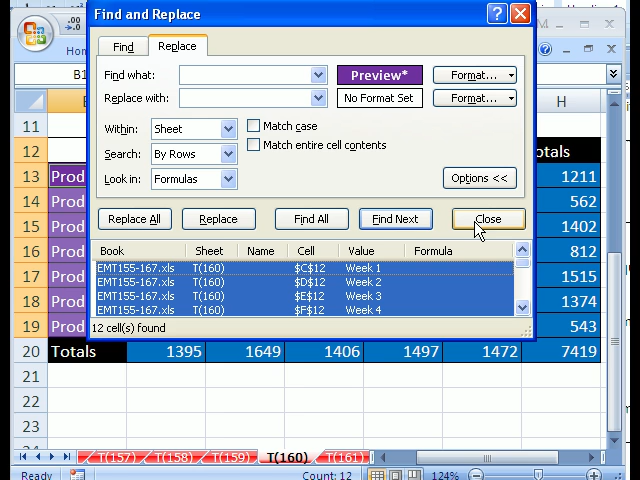 Find and Replace
Hom
B1
Find Replace
Find what: Preview* Format...
Replace with: No Format Set Format...
Within: Sheet Match case
Search: By Rows Match entire cell contents
Look in: Formulas Options <<
Replace All Replace Find All Find Next Close
Book Sheet Name Cell Value Formula
EMT155-167.xls T(160) $C$12 Week 1
EMT155-167.xls T(160) $D$12 Week 2
EMT155-167.xls T(160) $E$12 Week 3
EMT155-167.xls T(160) $F$12 Week 4
12 cell(s) found
H
11
12 otals
13 Prod 1211
14 Prod 562
15 Prod 1402
16 Prod 812
17 Prod 1515
18 Prod 1374
19 Prod 543
20 Totals 1395 1649 1406 1497 1472 7419
21
22
23
24
T(157) T(158) T(159) T(160) T(161)
Ready Count: 12 124%